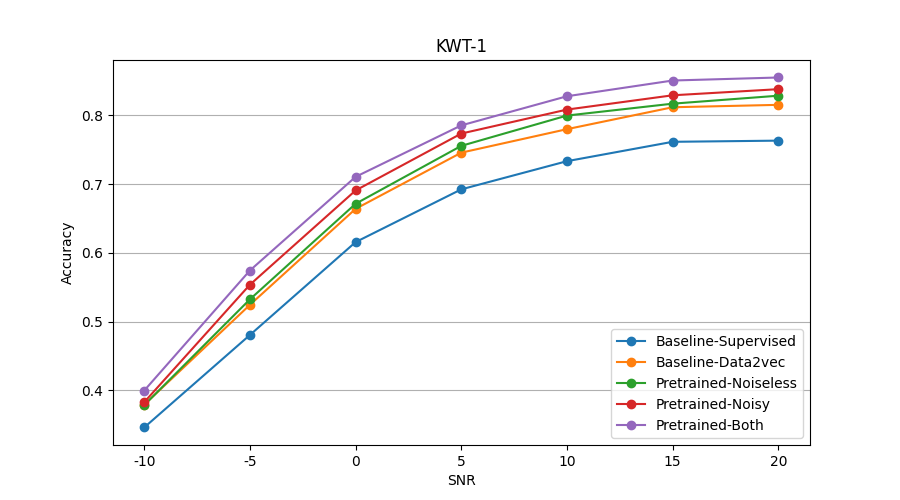 KWT-1
Accuracy
0.8
0.7
0.6
0.5
0.4
-10 -5 0 5 10 15 20
SNR
Baseline-Supervised
Baseline-Data2vec
Pretrained-Noiseless
Pretrained-Noisy
Pretrained-Both